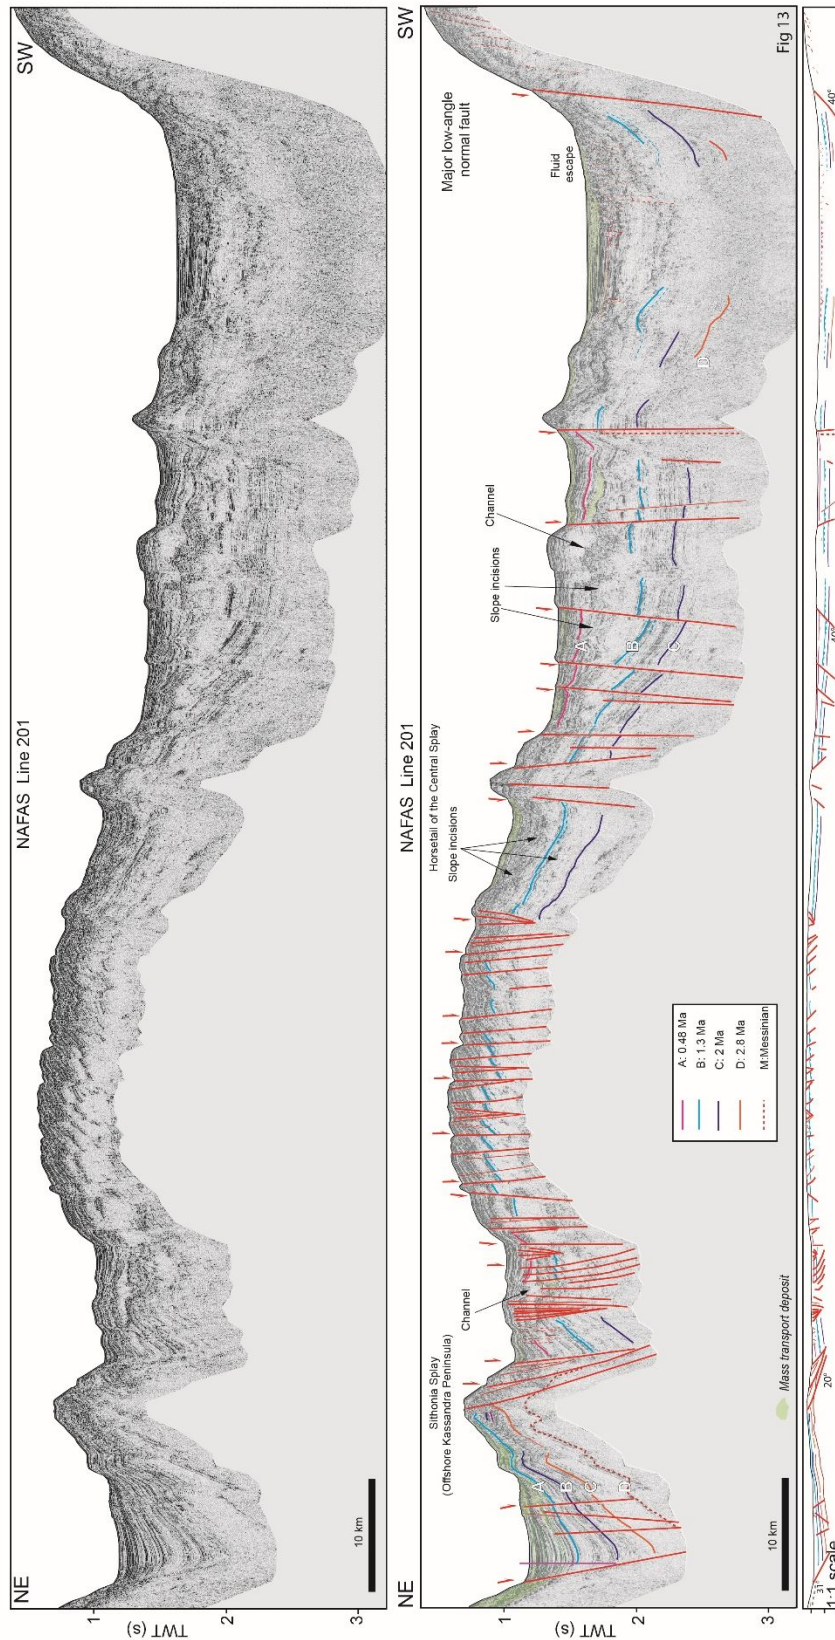 NAFAS Line 201
NE
SW
TWT (s)
1
2
3
10 km
NAFAS Line 201
NE
SW
TWT (s)
1
2
3
Sithonia Splay
(Offshore Kassandra Peninsula)
Channel
Horsetail of the Central Splay
Slope incisions
Slope incisions
Channel
Fluid
escape
Major low-angle
normal fault
A
B
C
D
A
B
C
D
A: 0.48 Ma
B: 1.3 Ma
C: 2 Ma
D: 2.8 Ma
M:Messinian
10 km
Mass transport deposit
Fig 13
31°
20°
40°
40°
1:1 scale